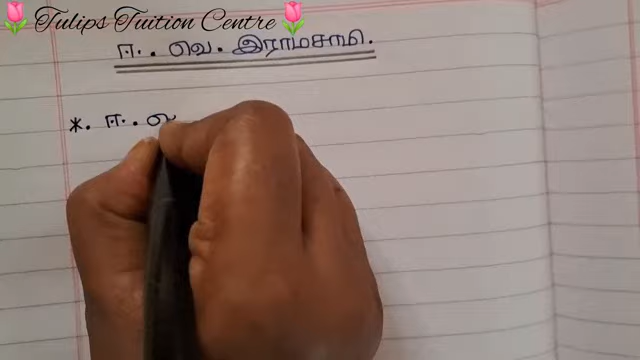 🌷 Tulips Tuition Centre 🌷
ஈ. வெ. இராமசாமி.
*. ஈ. வ